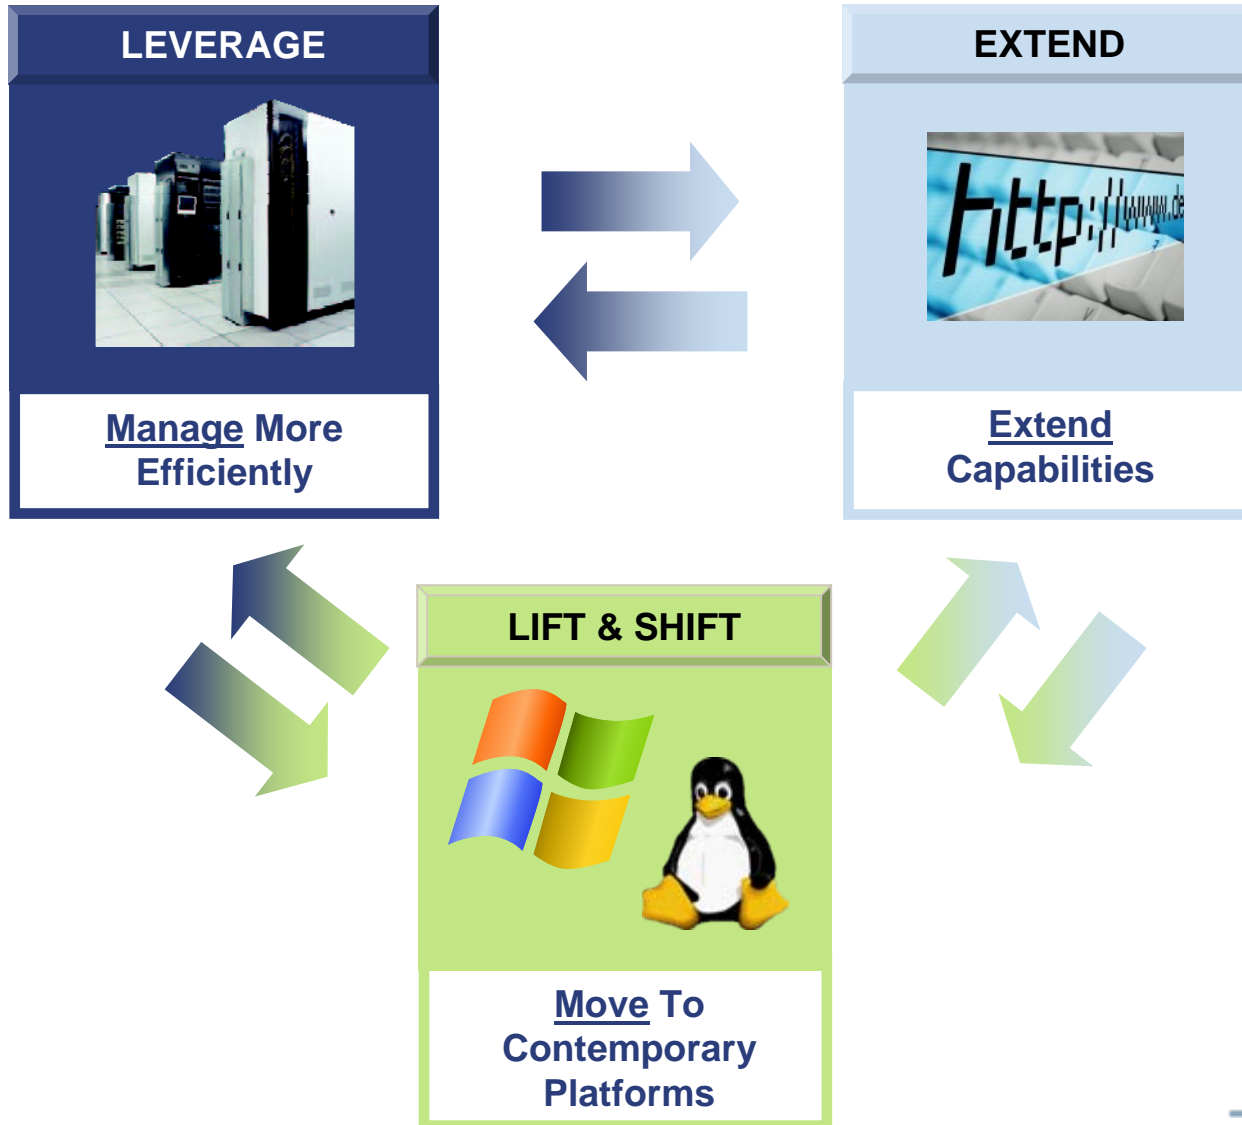 LEVERAGE
EXTEND
http://www.de
Manage More
Efficiently
Extend
Capabilities
LIFT & SHIFT
Move To
Contemporary
Platforms